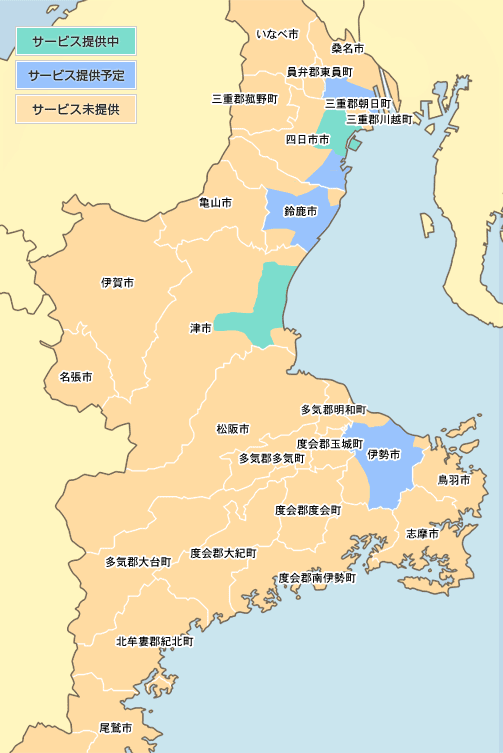 サービス提供中
サービス提供予定
サービス未提供
いなべ市
桑名市
員弁郡東員町
三重郡菰野町
三重郡朝日町
三重郡川越町
四日市市
亀山市
鈴鹿市
伊賀市
津市
名張市
多気郡明和町
松阪市
度会郡玉城町
伊勢市
多気郡多気町
鳥羽市
度会郡度会町
志摩市
度会郡大紀町
多気郡大台町
度会郡南伊勢町
北牟婁郡紀北町
尾鷲市